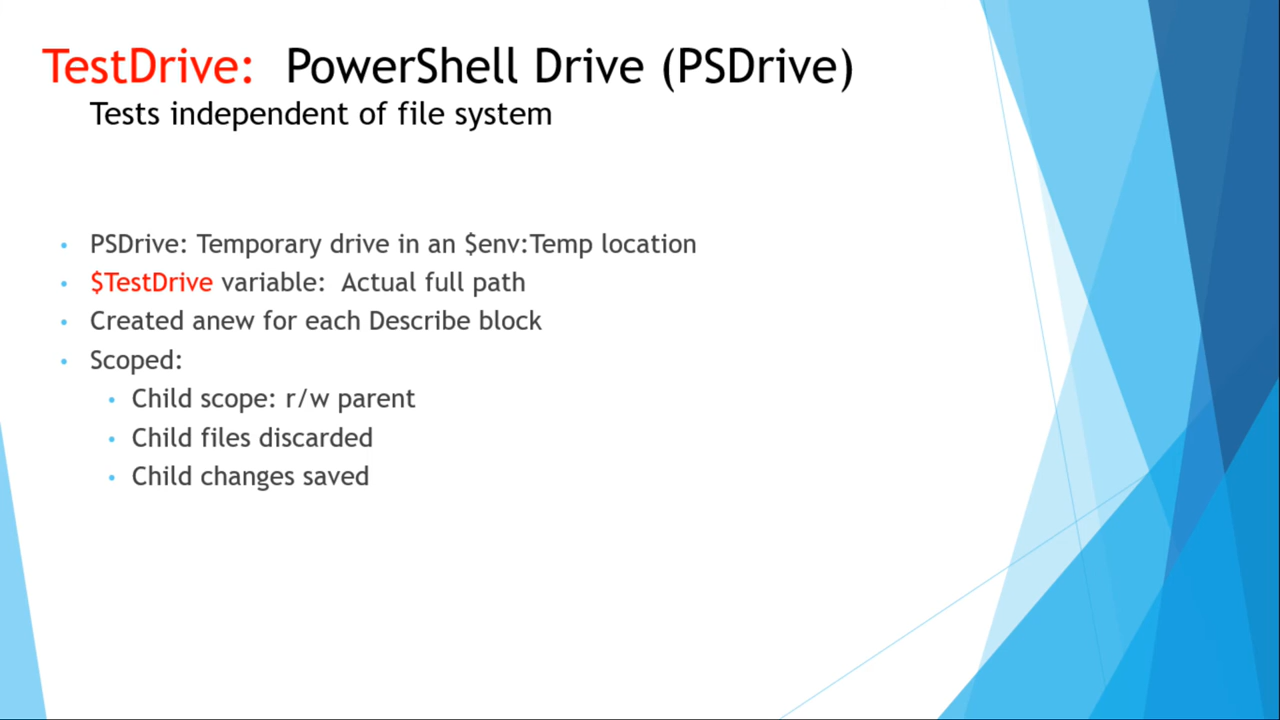 TestDrive: PowerShell Drive (PSDrive)
Tests independent of file system
• PSDrive: Temporary drive in an $env:Temp location
• $TestDrive variable: Actual full path
• Created anew for each Describe block
• Scoped:
• Child scope: r/w parent
• Child files discarded
• Child changes saved